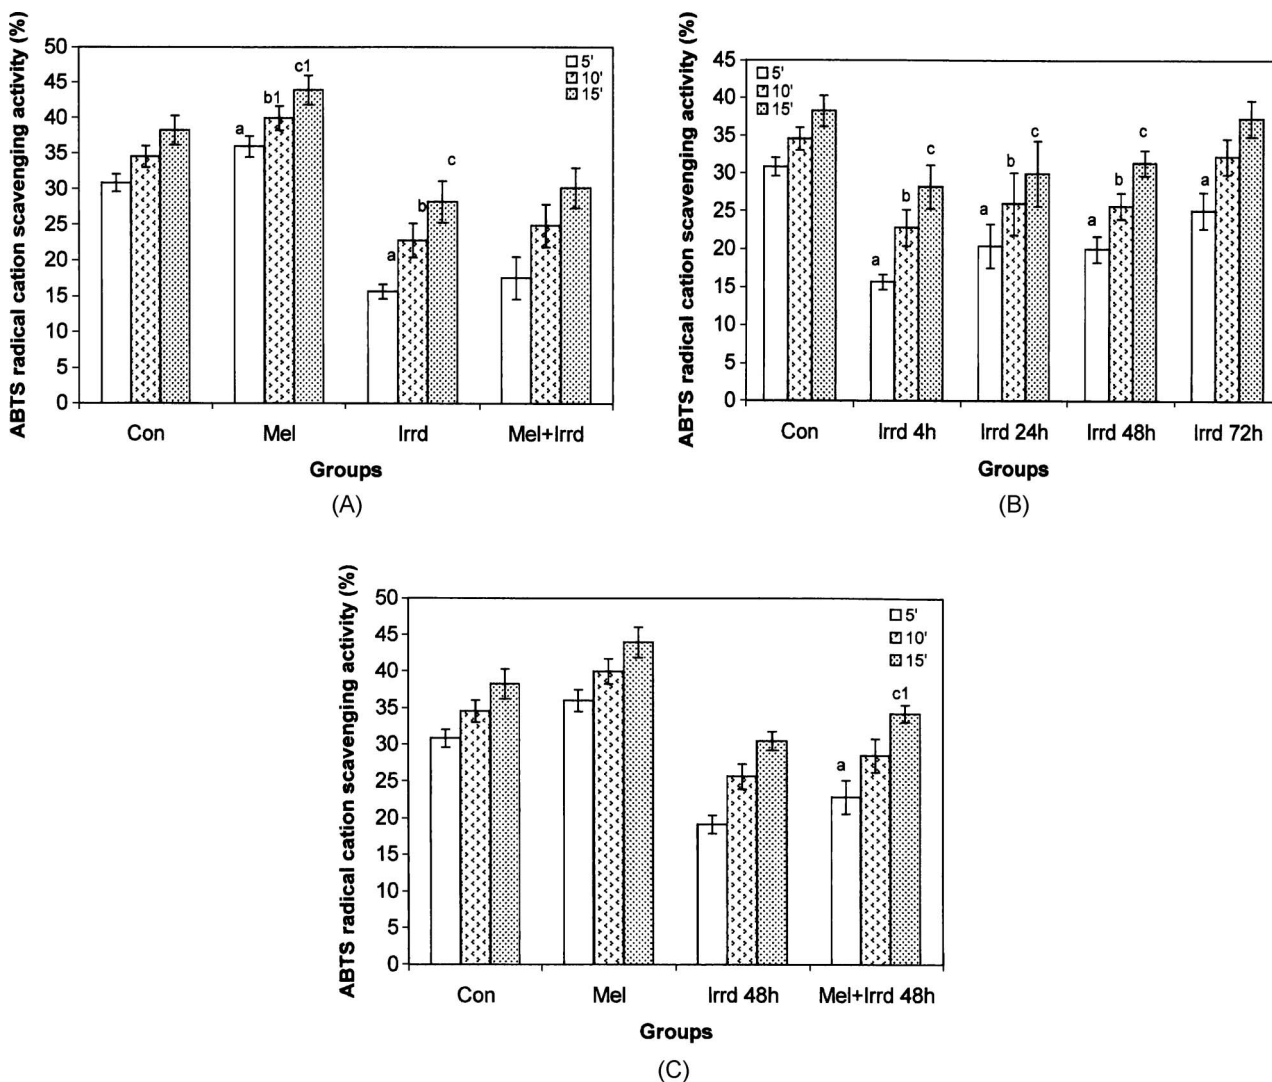 ABTS radical cation scavenging activity (%)
50
45
40
35
30
25
20
15
10
5
0
a
b1
c1
a
b
c
5'
10'
15'
Con Mel Irrd Mel+Irrd
Groups
(A)
ABTS radical cation scavenging activity (%)
45
40
35
30
25
20
15
10
5
0
5'
10'
15'
a
b
c
a
b
c
a
b
c
a
Con Irrd 4h Irrd 24h Irrd 48h Irrd 72h
Groups
(B)
ABTS radical cation scavenging activity (%)
50
45
40
35
30
25
20
15
10
5
0
5'
10'
15'
a
c1
Con Mel Irrd 48h Mel+Irrd 48h
Groups
(C)